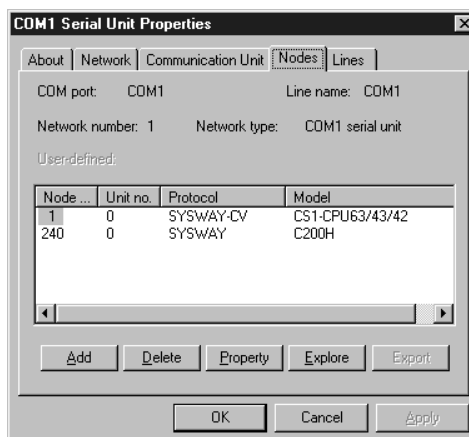 COM1 Serial Unit Properties
About Network Communication Unit Nodes Lines
COM port: COM1 Line name: COM1
Network number: 1 Network type: COM1 serial unit
User-defined:
Node ... Unit no. Protocol Model
1 0 SYSWAY-CV CS1-CPU63/43/42
240 0 SYSWAY C200H
Add Delete Property Explore Export
OK Cancel Apply